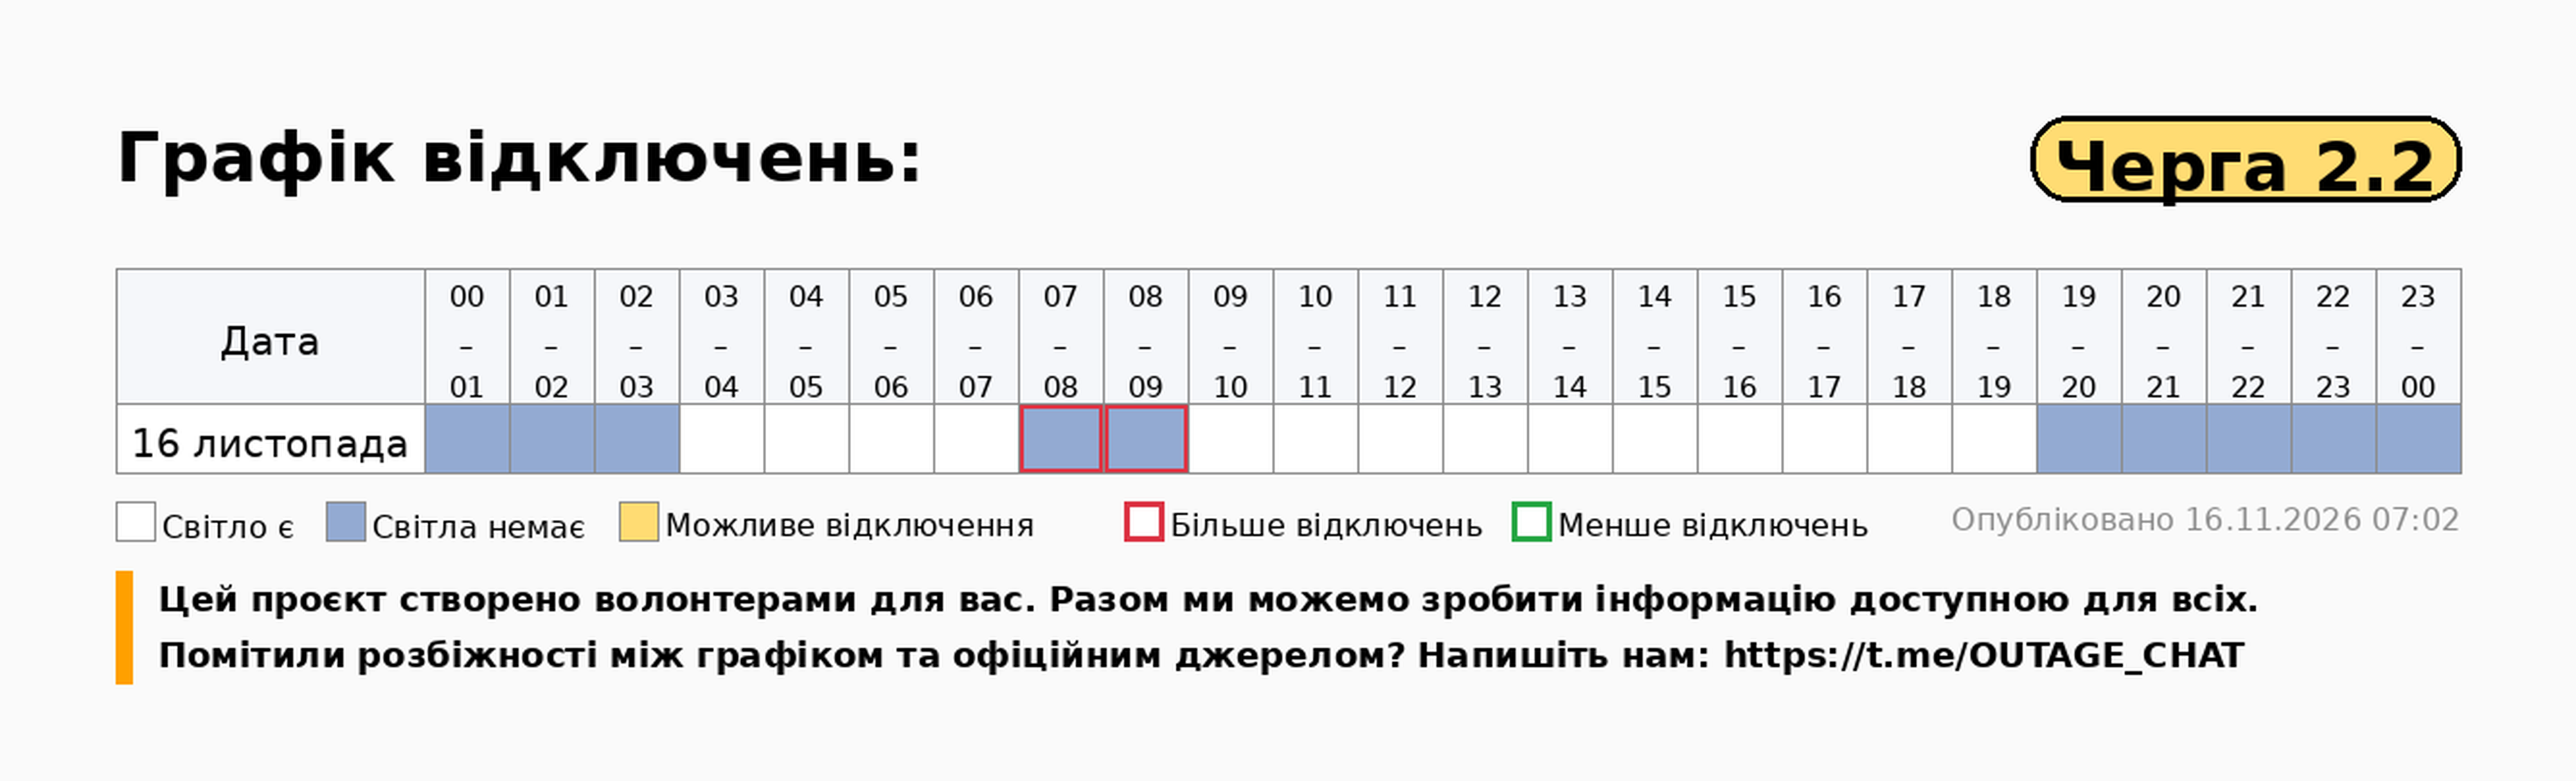 Графік відключень:
Черга 2.2
Дата
00 – 01
01 – 02
02 – 03
03 – 04
04 – 05
05 – 06
06 – 07
07 – 08
08 – 09
09 – 10
10 – 11
11 – 12
12 – 13
13 – 14
14 – 15
15 – 16
16 – 17
17 – 18
18 – 19
19 – 20
20 – 21
21 – 22
22 – 23
23 – 00
16 листопада
Світло є
Світла немає
Можливе відключення
Більше відключень
Менше відключень
Опубліковано 16.11.2026 07:02
Цей проєкт створено волонтерами для вас. Разом ми можемо зробити інформацію доступною для всіх.
Помітили розбіжності між графіком та офіційним джерелом? Напишіть нам: https://t.me/OUTAGE_CHAT